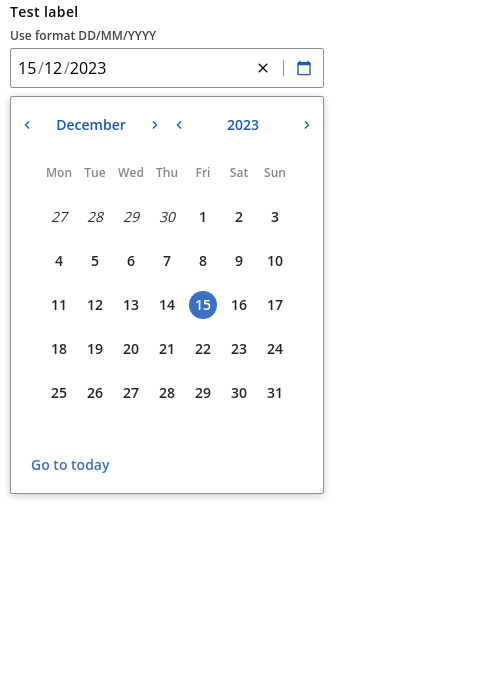 Test label
Use format DD/MM/YYYY
15/12/2023
December 2023
Mon Tue Wed Thu Fri Sat Sun
27 28 29 30 1 2 3
4 5 6 7 8 9 10
11 12 13 14 15 16 17
18 19 20 21 22 23 24
25 26 27 28 29 30 31
Go to today